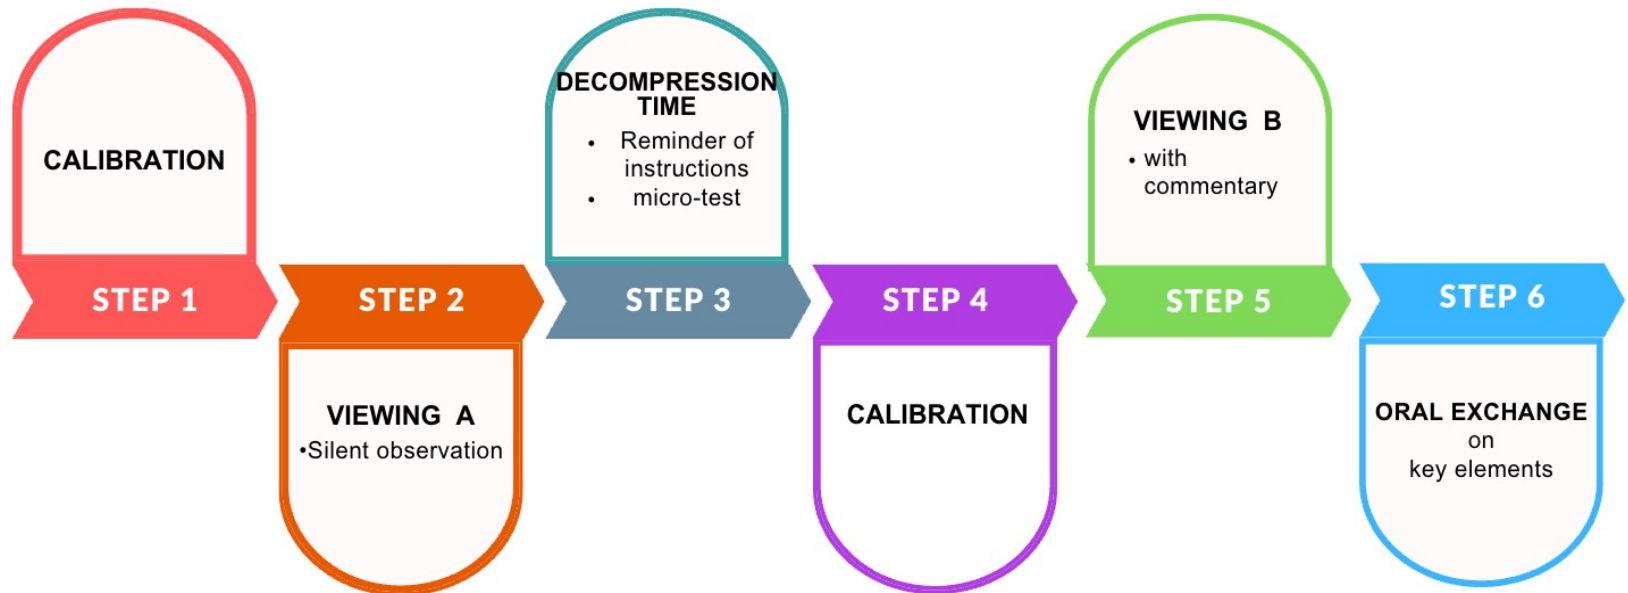 CALIBRATION
STEP 1
STEP 2
VIEWING A
•Silent observation
DECOMPRESSION
TIME
• Reminder of
instructions
• micro-test
STEP 3
STEP 4
CALIBRATION
VIEWING B
• with
commentary
STEP 5
STEP 6
ORAL EXCHANGE
on
key elements